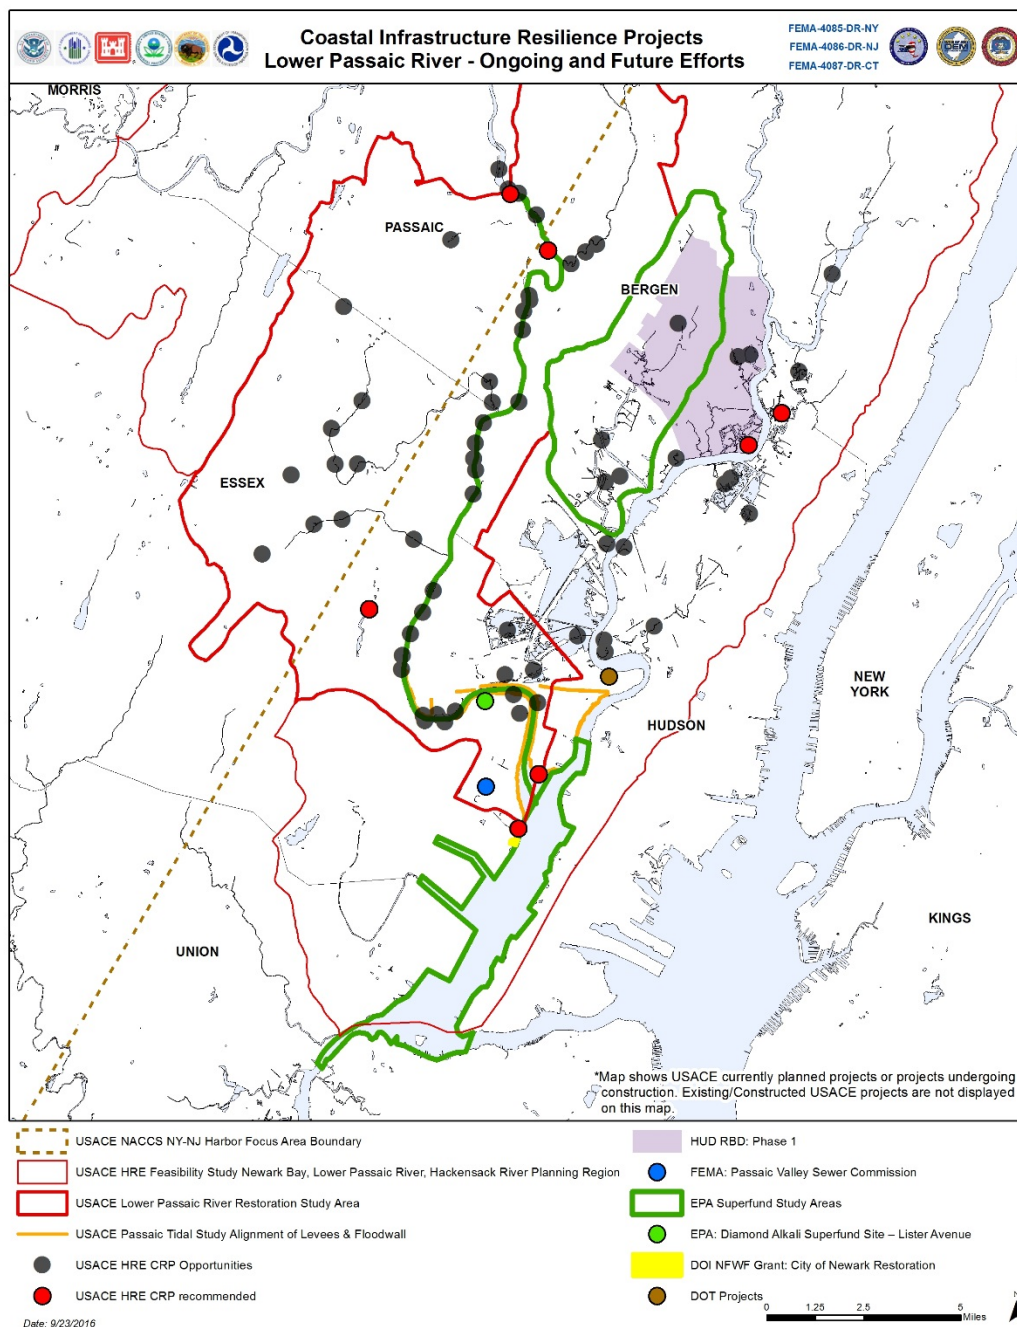 Coastal Infrastructure Resilience Projects
Lower Passaic River - Ongoing and Future Efforts
FEMA-4085-DR-NY
FEMA-4086-DR-NJ
FEMA-4087-DR-CT
MORRIS
PASSAIC
BERGEN
ESSEX
NEW
YORK
HUDSON
KINGS
UNION
*Map shows USACE currently planned projects or projects undergoing
construction. Existing/Constructed USACE projects are not displayed
on this map.
USACE NACCS NY-NJ Harbor Focus Area Boundary
USACE HRE Feasibility Study Newark Bay, Lower Passaic River, Hackensack River Planning Region
USACE Lower Passaic River Restoration Study Area
USACE Passaic Tidal Study Alignment of Levees & Floodwall
USACE HRE CRP Opportunities
USACE HRE CRP recommended
HUD RBD: Phase 1
FEMA: Passaic Valley Sewer Commission
EPA Superfund Study Areas
EPA: Diamond Alkali Superfund Site – Lister Avenue
DOI NFWF Grant: City of Newark Restoration
DOT Projects
0 1.25 2.5 5
Miles
N
Date: 9/23/2016